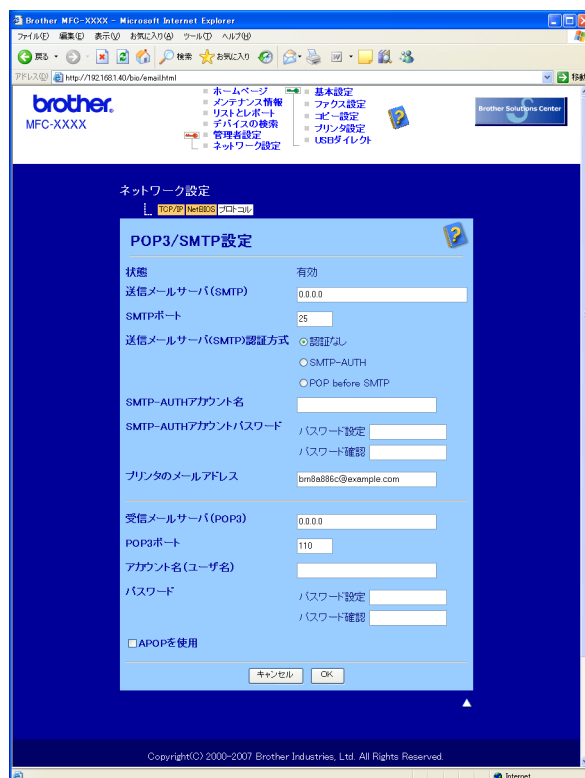 Brother MFC-XXXX - Microsoft Internet Explorer
ファイル(F) 編集(E) 表示(V) お気に入り(A) ツール(T) ヘルプ(H)
戻る 検索 お気に入り
アドレス(D) http://192.168.1.40/bio/email.html 移動
brother.
MFC-XXXX
ホームページ
メンテナンス情報
リストとレポート
デバイスの検索
管理者設定
ネットワーク設定
基本設定
ファクス設定
コピー設定
プリンタ設定
USBダイレクト
Brother Solutions Center
ネットワーク設定
TCP/IP NetBIOS プロトコル
POP3/SMTP設定
状態 有効
送信メールサーバ(SMTP) 0.0.0.0
SMTPポート 25
送信メールサーバ(SMTP)認証方式 認証なし
SMTP-AUTH
POP before SMTP
SMTP-AUTHアカウント名
SMTP-AUTHアカウントパスワード パスワード設定
パスワード確認
プリンタのメールアドレス brn8a886c@example.com
受信メールサーバ(POP3) 0.0.0.0
POP3ポート 110
アカウント名(ユーザ名)
パスワード パスワード設定
パスワード確認
APOPを使用
キャンセル OK
Copyright(C) 2000-2007 Brother Industries, Ltd. All Rights Reserved.
Internet